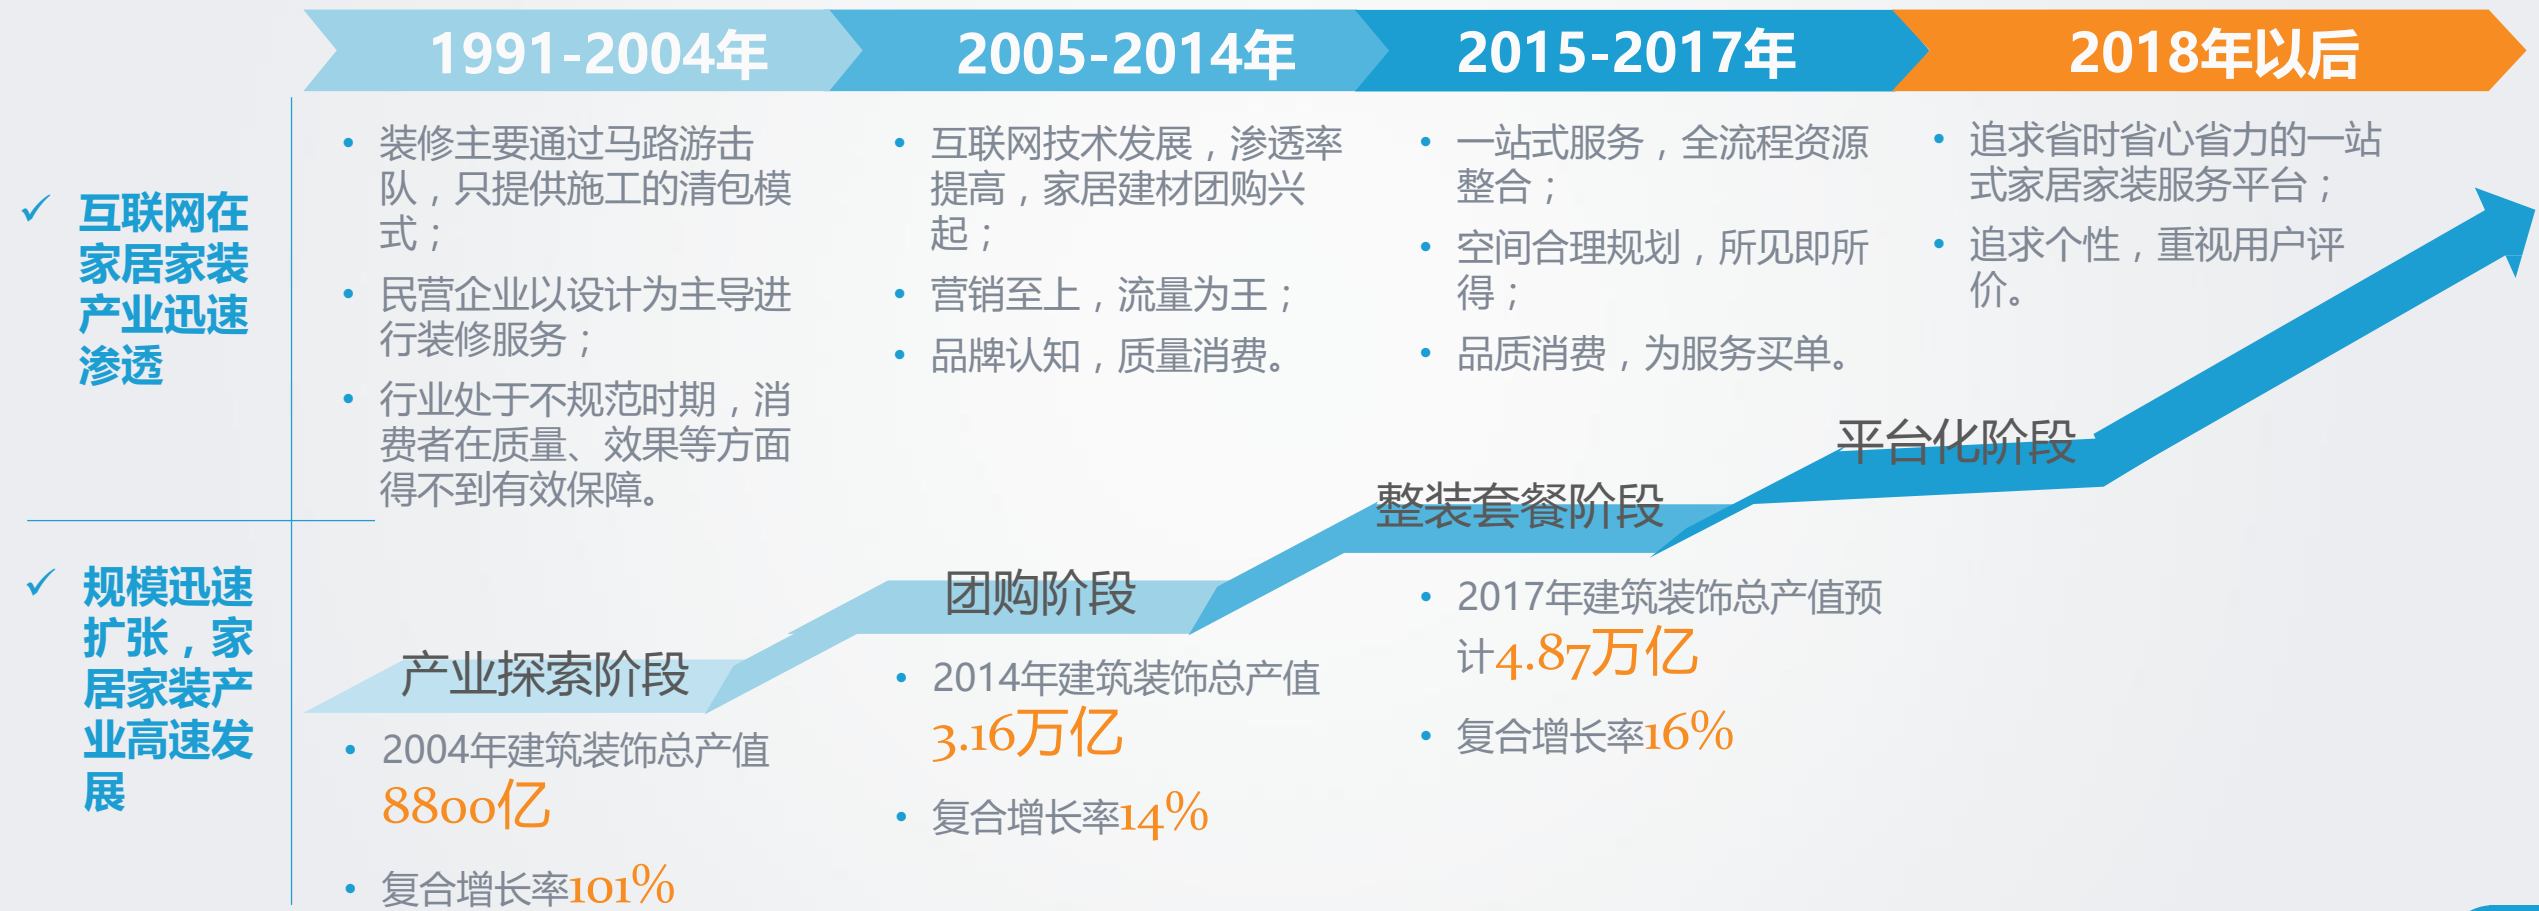 1991-2004年
2005-2014年
2015-2017年
2018年以后
✓ 互联网在
家居家装
产业迅速
渗透
• 装修主要通过马路游击
队，只提供施工的清包模
式；
• 民营企业以设计为主导进
行装修服务；
• 行业处于不规范时期，消
费者在质量、效果等方面
得不到有效保障。
• 互联网技术发展，渗透率
提高，家居建材团购兴
起；
• 营销至上，流量为王；
• 品牌认知，质量消费。
• 一站式服务，全流程资源
整合；
• 空间合理规划，所见即所
得；
• 品质消费，为服务买单。
• 追求省时省心省力的一站
式家居家装服务平台；
• 追求个性，重视用户评
价。
✓ 规模迅速
扩张，家
居家装产
业高速发
展
产业探索阶段
• 2004年建筑装饰总产值
8800亿
• 复合增长率101%
团购阶段
• 2014年建筑装饰总产值
3.16万亿
• 复合增长率14%
整装套餐阶段
• 2017年建筑装饰总产值预
计4.87万亿
• 复合增长率16%
平台化阶段